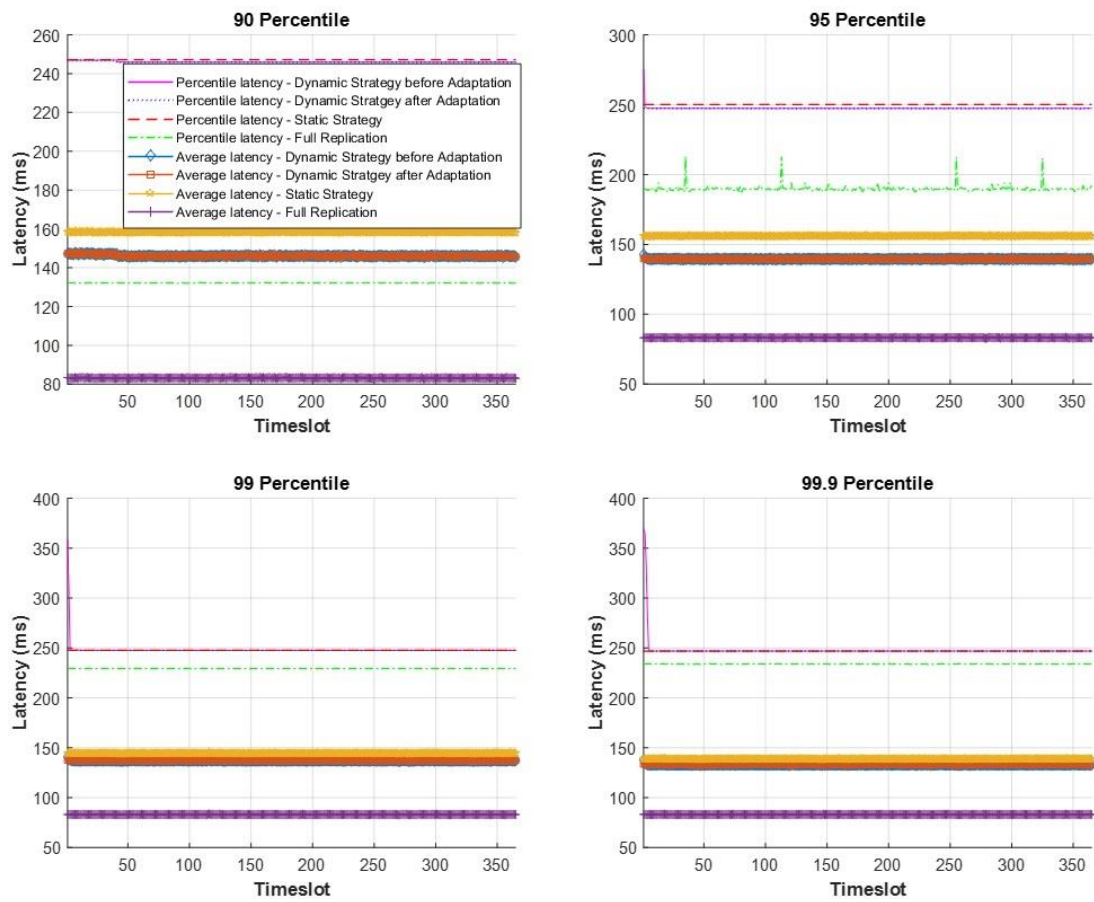 90 Percentile
260
240
220
200
180
160
140
120
100
80
Latency (ms)
50 100 150 200 250 300 350
Timeslot
Percentile latency - Dynamic Strategy before Adaptation
Percentile latency - Dynamic Stratgey after Adaptation
Percentile latency - Static Strategy
Percentile latency - Full Replication
Average latency - Dynamic Strategy before Adaptation
Average latency - Dynamic Stratgey after Adaptation
Average latency - Static Strategy
Average latency - Full Replication
95 Percentile
300
250
200
150
100
50
Latency (ms)
50 100 150 200 250 300 350
Timeslot
99 Percentile
400
350
300
250
200
150
100
50
Latency (ms)
50 100 150 200 250 300 350
Timeslot
99.9 Percentile
400
350
300
250
200
150
100
50
Latency (ms)
50 100 150 200 250 300 350
Timeslot